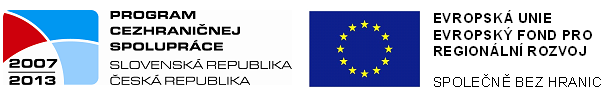 PROGRAM
CEZHRANIČNEJ
SPOLUPRÁCE
SLOVENSKÁ REPUBLIKA
ČESKÁ REPUBLIKA
2007
2013
EVROPSKÁ UNIE
EVROPSKÝ FOND PRO
REGIONÁLNÍ ROZVOJ
SPOLEČNĚ BEZ HRANIC